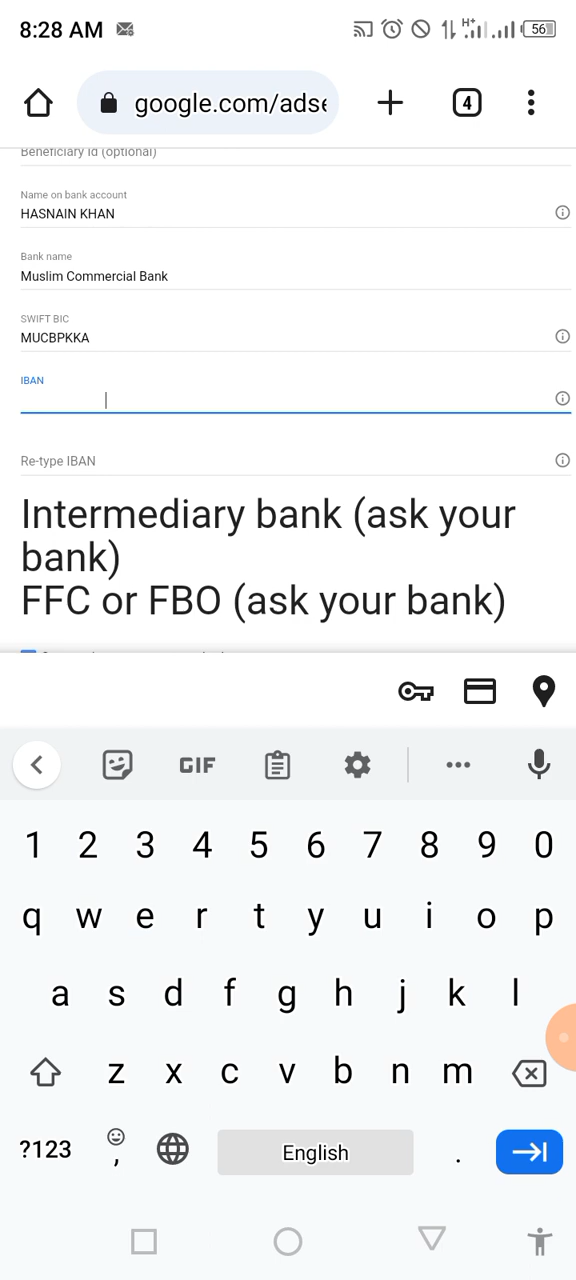 8:28 AM
H+
56
google.com/adse
4
Beneficiary Id (optional)
Name on bank account
HASNAIN KHAN
Bank name
Muslim Commercial Bank
SWIFT BIC
MUCBPKKA
IBAN
Re-type IBAN
Intermediary bank (ask your
bank)
FFC or FBO (ask your bank)
GIF
1 2 3 4 5 6 7 8 9 0
q w e r t y u i o p
a s d f g h j k l
z x c v b n m
?123 , English .